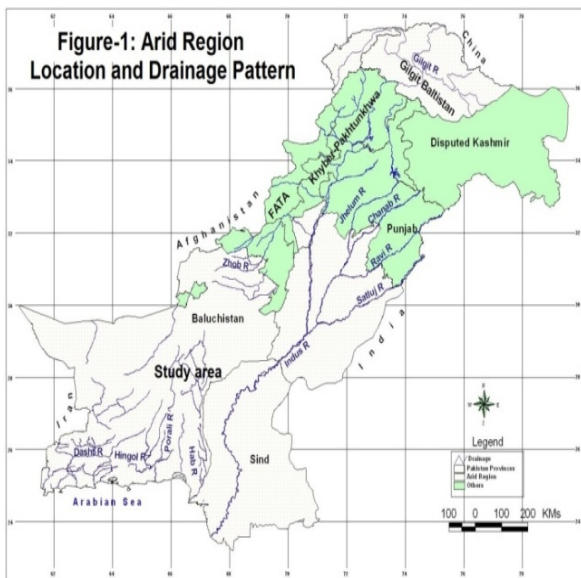 Figure-1: Arid Region
Location and Drainage Pattern
China
Gilgit R
Gilgit Baltistan
Khyber-Pakhtunkhwa
Disputed Kashmir
FATA
Jhelum R
Chanab R
Punjab
Afghanistan
Ravi R
Zhob R
Satluj R
Baluchistan
Indus R
India
Study area
Iran
Porali R
Hab R
Sind
Dasht R
Hingol R
Arabian Sea
Legend
Drainage
Pakistan Provinces
Arid Region
Others
100 0 100 200 KMs